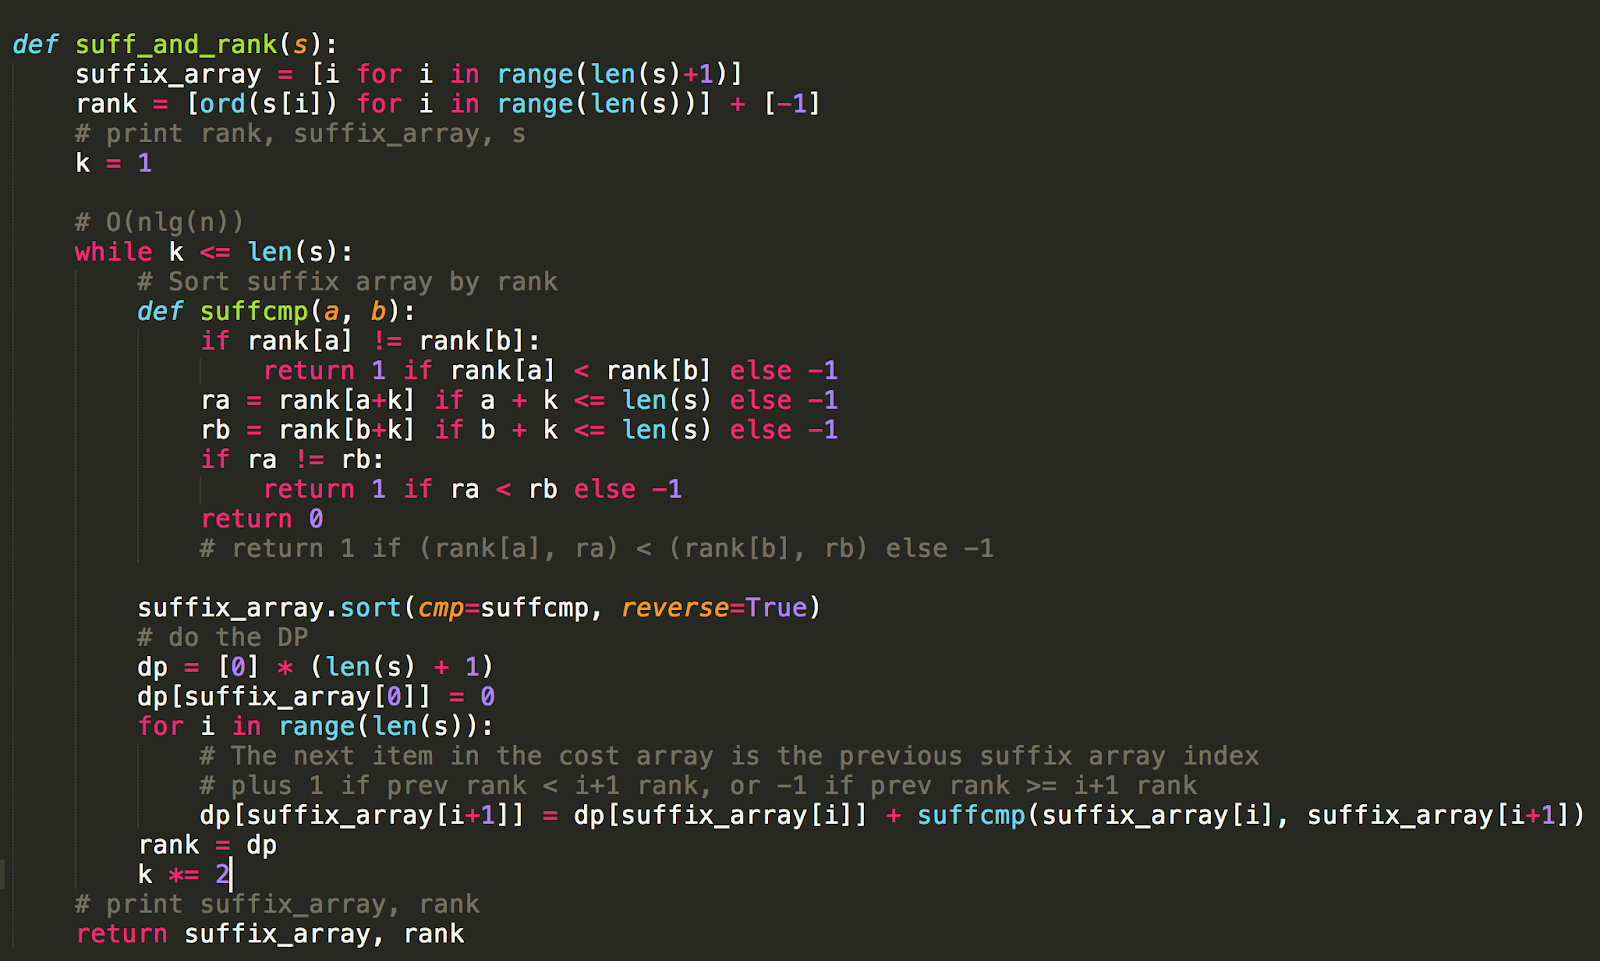 def suff_and_rank(s):
    suffix_array = [i for i in range(len(s)+1)]
    rank = [ord(s[i]) for i in range(len(s))] + [-1]
    # print rank, suffix_array, s
    k = 1

    # O(nlg(n))
    while k <= len(s):
        # Sort suffix array by rank
        def suffcmp(a, b):
            if rank[a] != rank[b]:
                return 1 if rank[a] < rank[b] else -1
            ra = rank[a+k] if a + k <= len(s) else -1
            rb = rank[b+k] if b + k <= len(s) else -1
            if ra != rb:
                return 1 if ra < rb else -1
            return 0
            # return 1 if (rank[a], ra) < (rank[b], rb) else -1

        suffix_array.sort(cmp=suffcmp, reverse=True)
        # do the DP
        dp = [0] * (len(s) + 1)
        dp[suffix_array[0]] = 0
        for i in range(len(s)):
            # The next item in the cost array is the previous suffix array index
            # plus 1 if prev rank < i+1 rank, or -1 if prev rank >= i+1 rank
            dp[suffix_array[i+1]] = dp[suffix_array[i]] + suffcmp(suffix_array[i], suffix_array[i+1])
        rank = dp
        k *= 2
    # print suffix_array, rank
    return suffix_array, rank